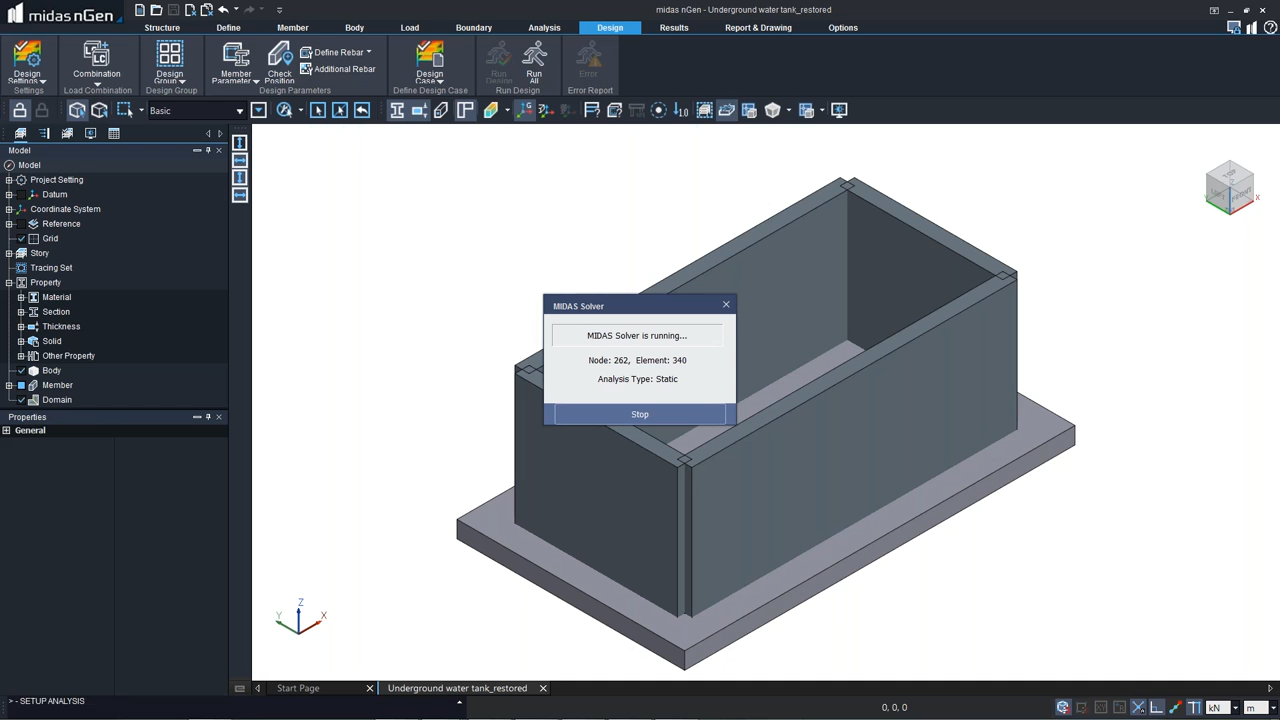 midas nGen
midas nGen - Underground water tank_restored
Structure Define Member Body Load Boundary Analysis Design Results Report & Drawing Options
Design Settings
Combination
Design Group
Member Parameter
Check Position
Define Rebar
Additional Rebar
Design Case
Run Design
Run All
Error
Settings Load Combination Design Group Design Parameters Define Design Case Run Design Error Report
Basic
1.0
Model
Model
Project Setting
Datum
Coordinate System
Reference
Grid
Story
Tracing Set
Property
Material
Section
Thickness
Solid
Other Property
Body
Member
Domain
Properties
General
MIDAS Solver
MIDAS Solver is running...
Node: 262, Element: 340
Analysis Type: Static
Stop
TOP
X
Z
Y
X
Start Page
Underground water tank_restored
> - SETUP ANALYSIS
0, 0, 0
kN
m